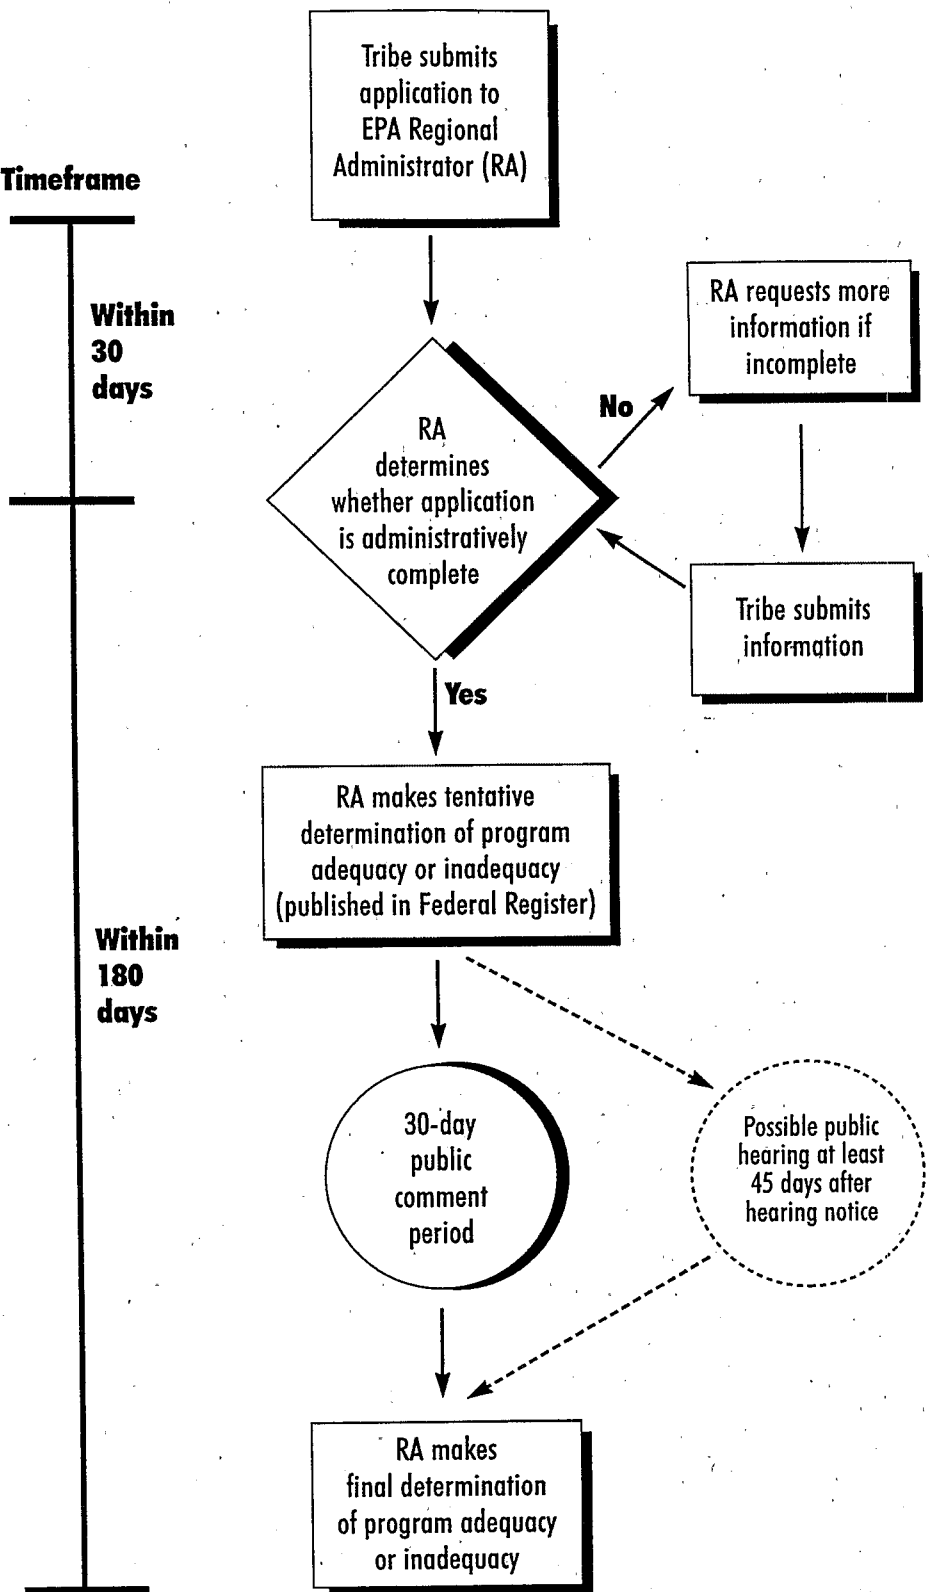 Tribe submits
application to
EPA Regional
Administrator (RA)
Timeframe
Within
30
days
RA requests more
information if
incomplete
No
RA
determines
whether application
is administratively
complete
Tribe submits
information
Yes
RA makes tentative
determination of program
adequacy or inadequacy
(published in Federal Register)
Within
180
days
30-day
public
comment
period
Possible public
hearing at least
45 days after
hearing notice
RA makes
final determination
of program adequacy
or inadequacy